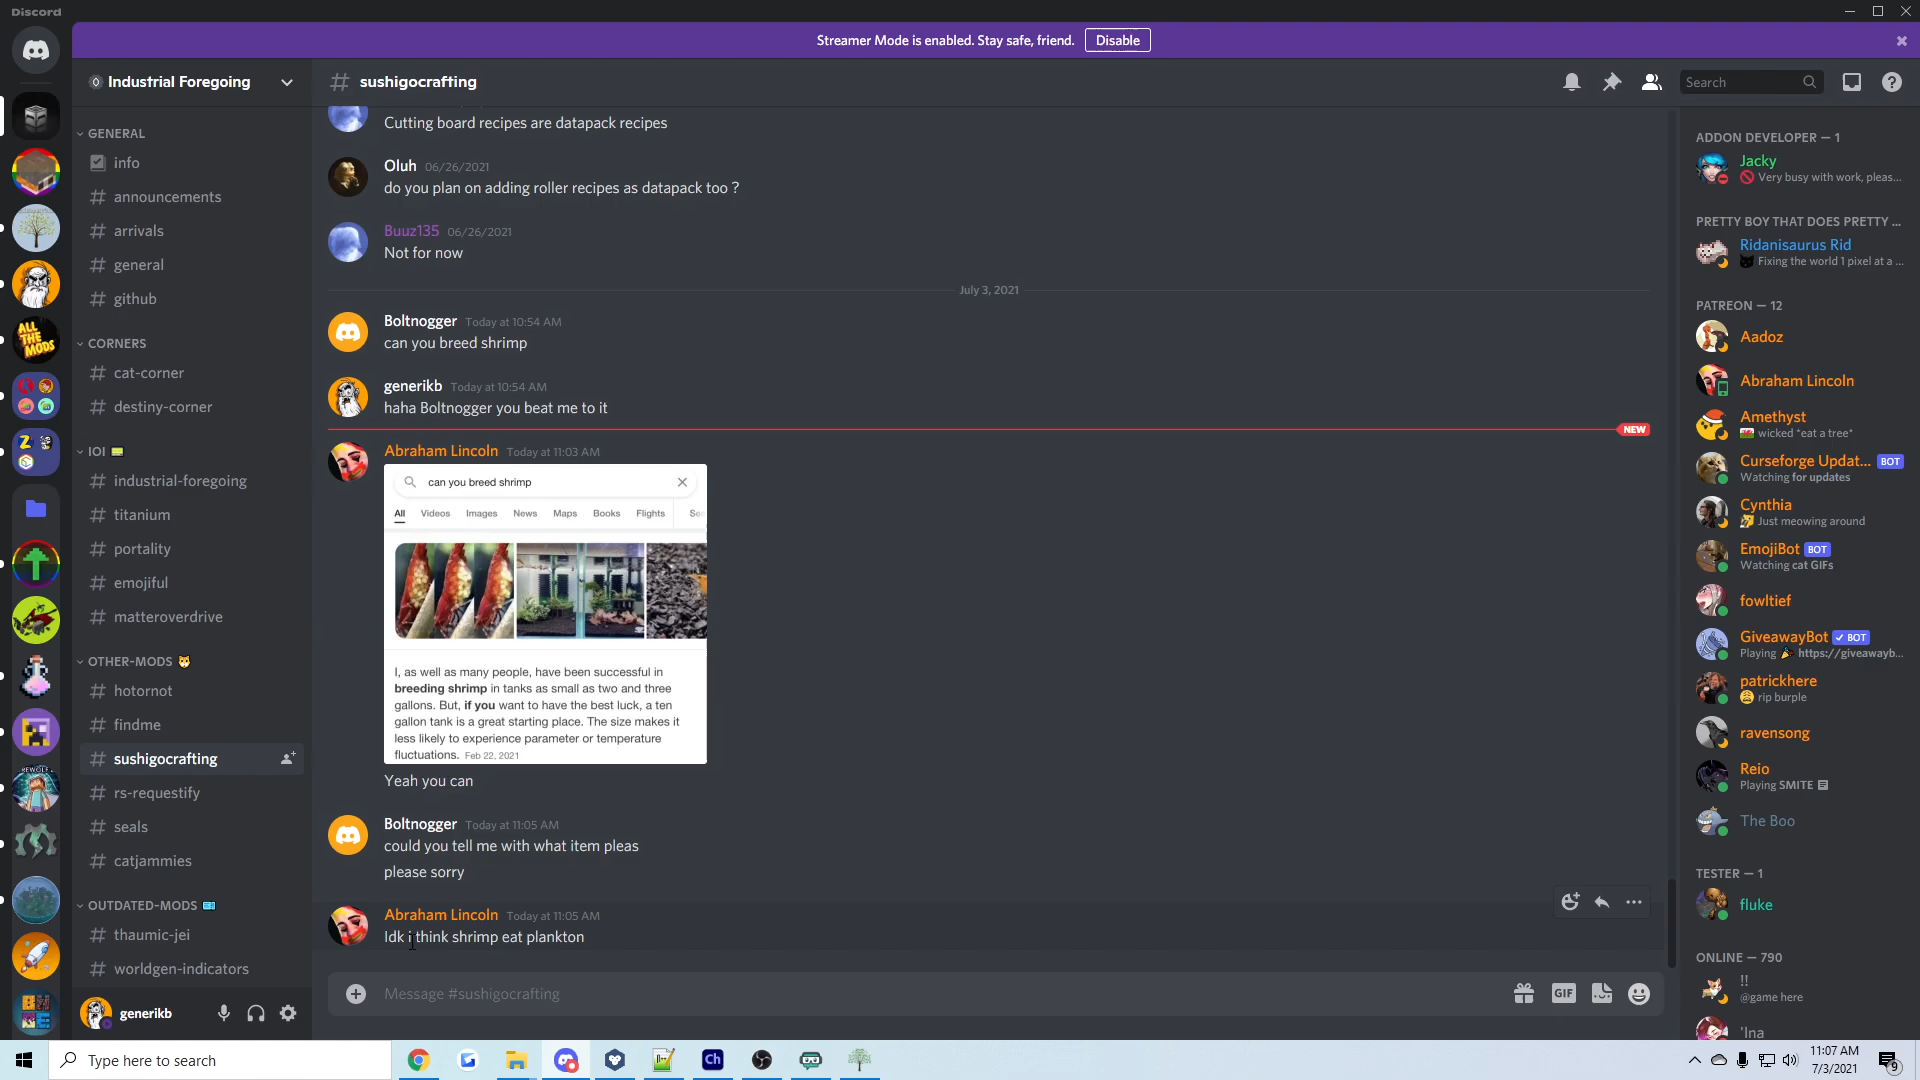 Discord
Streamer Mode is enabled. Stay safe, friend.
Disable
Industrial Foregoing
sushigocrafting
Search
GENERAL
info
announcements
arrivals
general
github
CORNERS
cat-corner
destiny-corner
IOI
industrial-foregoing
titanium
portality
emojiful
matteroverdrive
OTHER-MODS
hotornot
findme
sushigocrafting
rs-requestify
seals
catjammies
OUTDATED-MODS
thaumic-jei
worldgen-indicators
generikb
ALL THE MODS
Cutting board recipes are datapack recipes
Oluh 06/26/2021
do you plan on adding roller recipes as datapack too ?
Buuz135 06/26/2021
Not for now
July 3, 2021
Boltnogger Today at 10:54 AM
can you breed shrimp
generikb Today at 10:54 AM
haha Boltnogger you beat me to it
NEW
Abraham Lincoln Today at 11:03 AM
can you breed shrimp
All Videos Images News Maps Books Flights
I, as well as many people, have been successful in
breeding shrimp in tanks as small as two and three
gallons. But, if you want to have the best luck, a ten
gallon tank is a great starting place. The size makes it
less likely to experience parameter or temperature
fluctuations. Feb 22, 2021
Yeah you can
Boltnogger Today at 11:05 AM
could you tell me with what item pleas
please sorry
Abraham Lincoln Today at 11:05 AM
Idk i think shrimp eat plankton
Message #sushigocrafting
GIF
ADDON DEVELOPER — 1
Jacky
Very busy with work, pleas...
PRETTY BOY THAT DOES PRETTY ...
Ridanisaurus Rid
Fixing the world 1 pixel at a ...
PATREON — 12
Aadoz
Abraham Lincoln
Amethyst
wicked *eat a tree*
Curseforge Updat... BOT
Watching for updates
Cynthia
Just meowing around
EmojiBot BOT
Watching cat GIFs
fowltief
GiveawayBot BOT
Playing https://giveawayb...
patrickhere
rip burple
ravensong
Reio
Playing SMITE
The Boo
TESTER — 1
fluke
ONLINE — 790
!!
@game here
'Ina
Type here to search
Ch
11:07 AM
7/3/2021
9